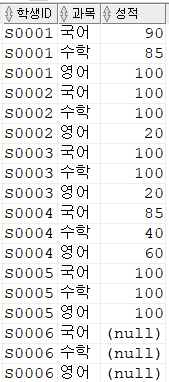 학생ID 과목 성적
S0001 국어 90
S0001 수학 85
S0001 영어 100
S0002 국어 100
S0002 수학 100
S0002 영어 20
S0003 국어 100
S0003 수학 100
S0003 영어 20
S0004 국어 85
S0004 수학 40
S0004 영어 60
S0005 국어 100
S0005 수학 100
S0005 영어 100
S0006 국어 (null)
S0006 수학 (null)
S0006 영어 (null)